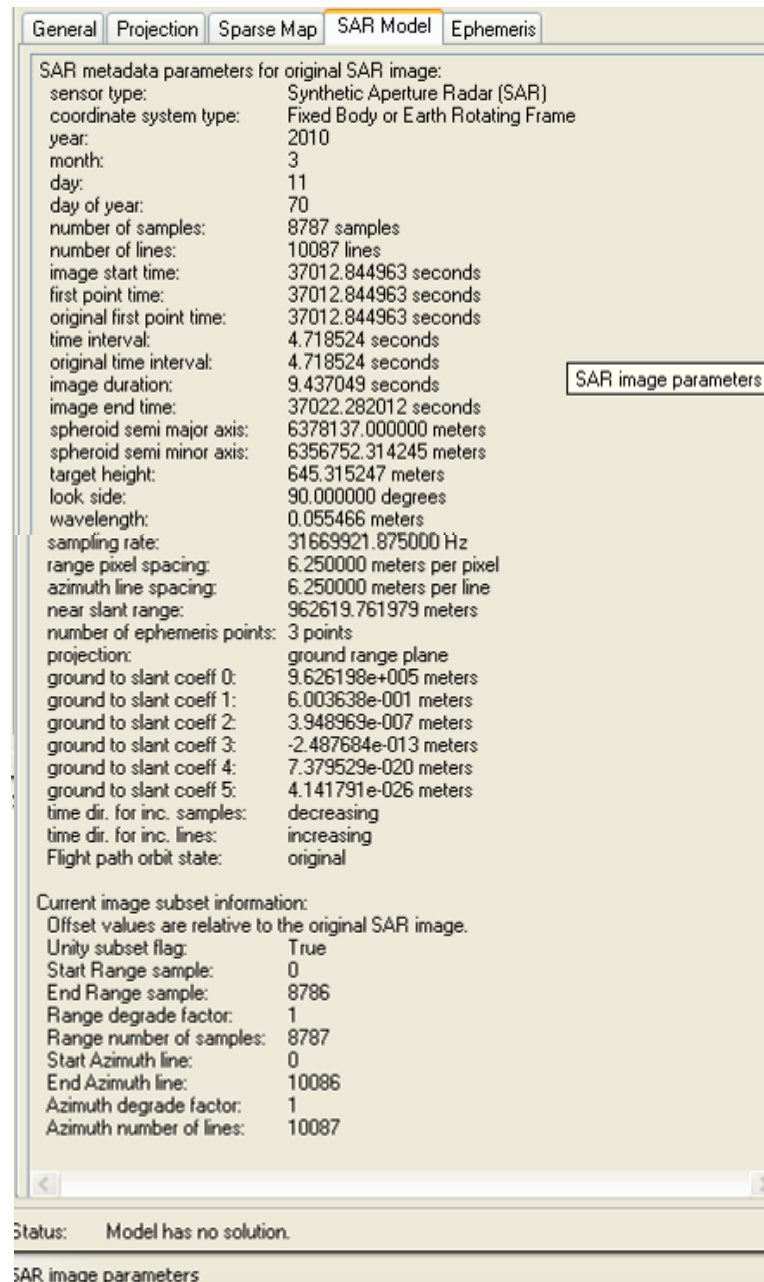 General Projection Sparse Map SAR Model Ephemeris
SAR metadata parameters for original SAR image:
sensor type: Synthetic Aperture Radar (SAR)
coordinate system type: Fixed Body or Earth Rotating Frame
year: 2010
month: 3
day: 11
day of year: 70
number of samples: 8787 samples
number of lines: 10087 lines
image start time: 37012.844963 seconds
first point time: 37012.844963 seconds
original first point time: 37012.844963 seconds
time interval: 4.718524 seconds
original time interval: 4.718524 seconds
image duration: 9.437049 seconds
SAR image parameters
image end time: 37022.282012 seconds
spheroid semi major axis: 6378137.000000 meters
spheroid semi minor axis: 6356752.314245 meters
target height: 645.315247 meters
look side: 90.000000 degrees
wavelength: 0.055466 meters
sampling rate: 31669921.875000 Hz
range pixel spacing: 6.250000 meters per pixel
azimuth line spacing: 6.250000 meters per line
near slant range: 962619.761979 meters
number of ephemeris points: 3 points
projection: ground range plane
ground to slant coeff 0: 9.626198e+005 meters
ground to slant coeff 1: 6.003638e-001 meters
ground to slant coeff 2: 3.948969e-007 meters
ground to slant coeff 3: -2.487684e-013 meters
ground to slant coeff 4: 7.379529e-020 meters
ground to slant coeff 5: 4.141791e-026 meters
time dir. for inc. samples: decreasing
time dir. for inc. lines: increasing
Flight path orbit state: original
Current image subset information:
Offset values are relative to the original SAR image.
Unity subset flag: True
Start Range sample: 0
End Range sample: 8786
Range degrade factor: 1
Range number of samples: 8787
Start Azimuth line: 0
End Azimuth line: 10086
Azimuth degrade factor: 1
Azimuth number of lines: 10087
Status: Model has no solution.
SAR image parameters